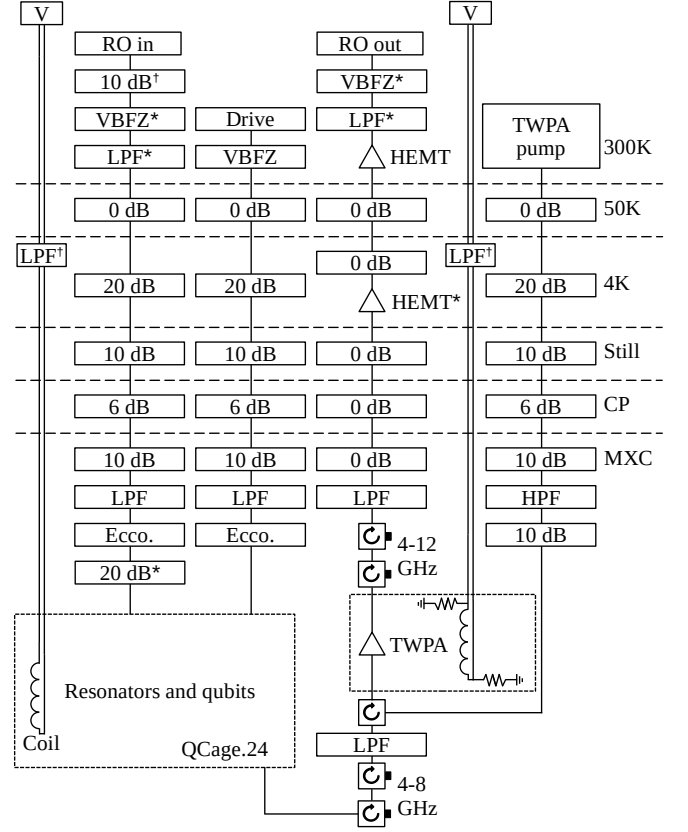 V
V
RO in
RO out
10 dB†
VBFZ*
VBFZ*
Drive
LPF*
TWPA
pump
LPF*
VBFZ
HEMT
300K
0 dB
0 dB
0 dB
0 dB
50K
LPF†
0 dB
LPF†
20 dB
20 dB
HEMT*
20 dB
4K
10 dB
10 dB
0 dB
10 dB
Still
6 dB
6 dB
0 dB
6 dB
CP
10 dB
10 dB
0 dB
10 dB
MXC
LPF
LPF
LPF
HPF
Ecco.
Ecco.
4-12
GHz
10 dB
20 dB*
TWPA
Resonators and qubits
Coil
QCage.24
LPF
4-8
GHz